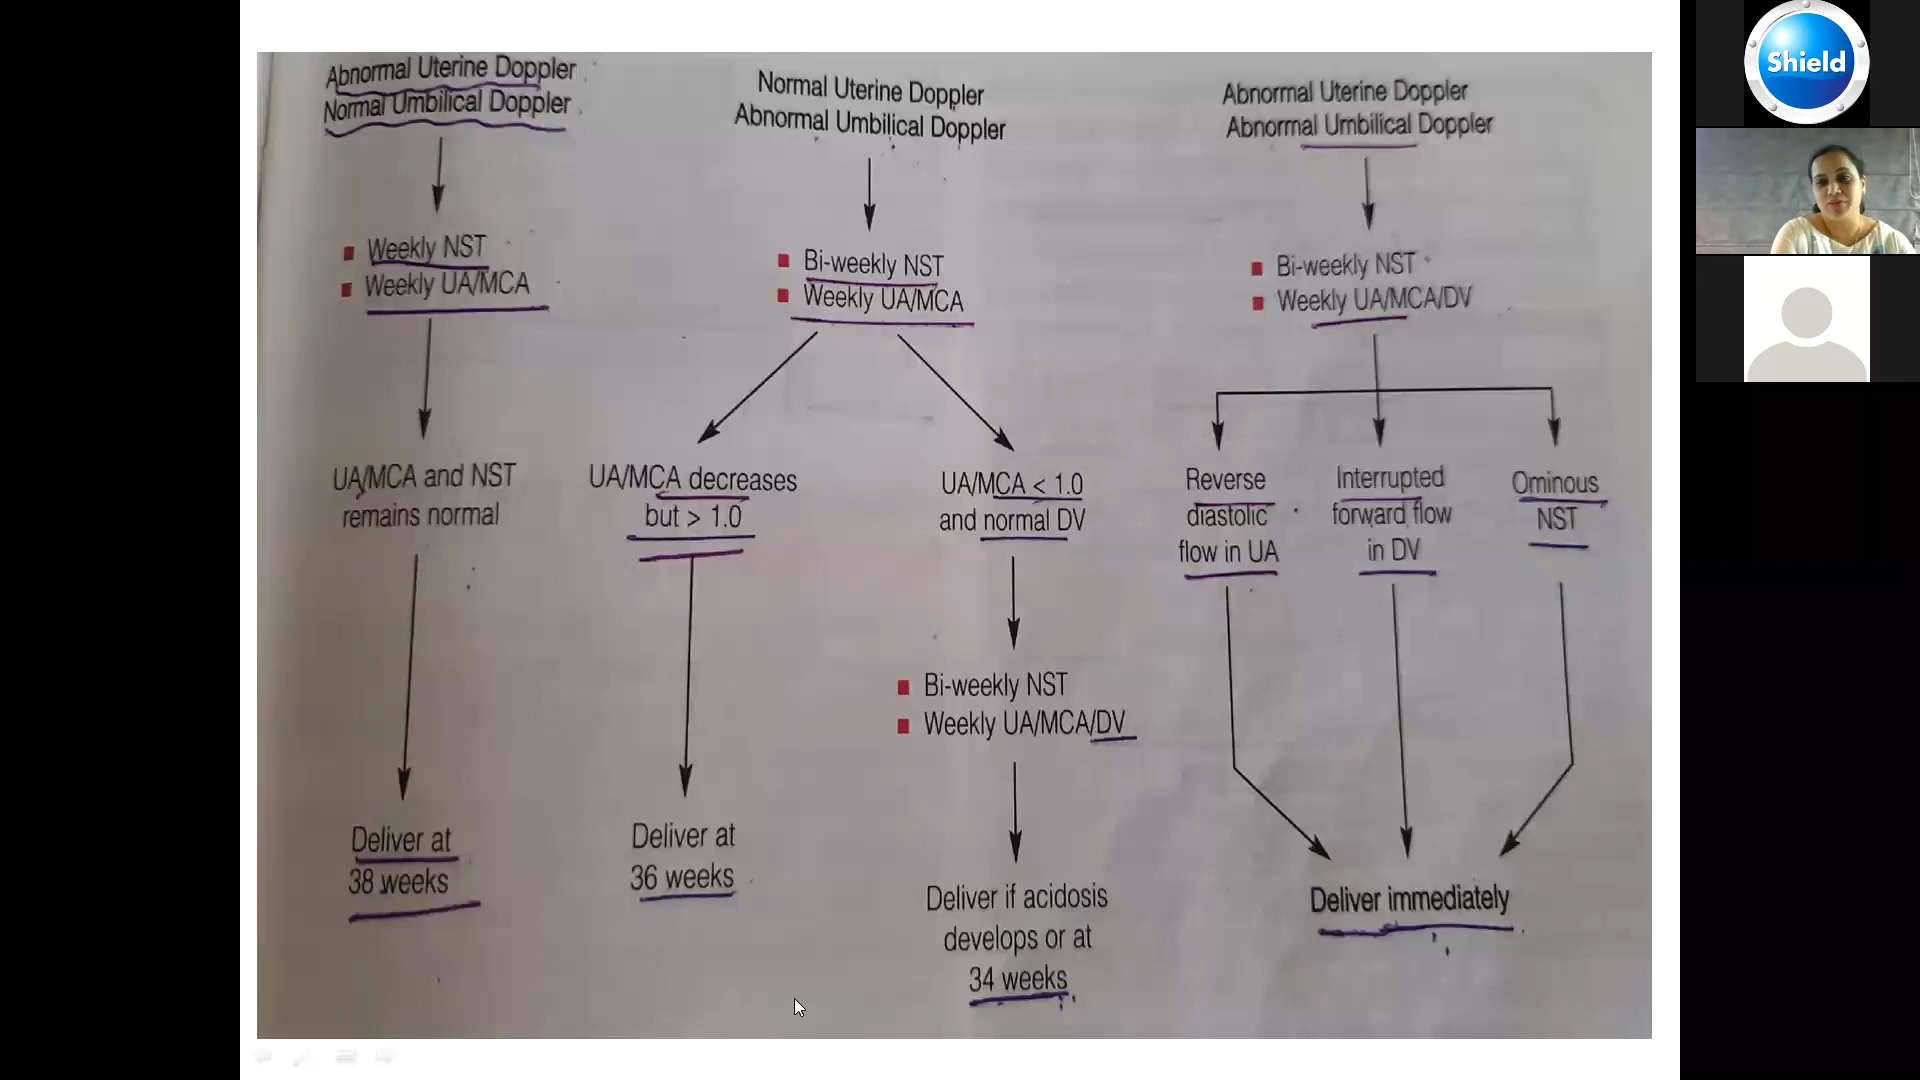 Abnormal Uterine Doppler
Normal Umbilical Doppler
Weekly NST
Weekly UA/MCA
UA/MCA and NST
remains normal
Deliver at
38 weeks
Normal Uterine Doppler
Abnormal Umbilical Doppler
Bi-weekly NST
Weekly UA/MCA
UA/MCA decreases
but > 1.0
Deliver at
36 weeks
UA/MCA < 1.0
and normal DV
Bi-weekly NST
Weekly UA/MCA/DV
Deliver if acidosis
develops or at
34 weeks
Abnormal Uterine Doppler
Abnormal Umbilical Doppler
Bi-weekly NST
Weekly UA/MCA/DV
Reverse
diastolic
flow in UA
Interrupted
forward flow
in DV
Ominous
NST
Deliver immediately
Shield